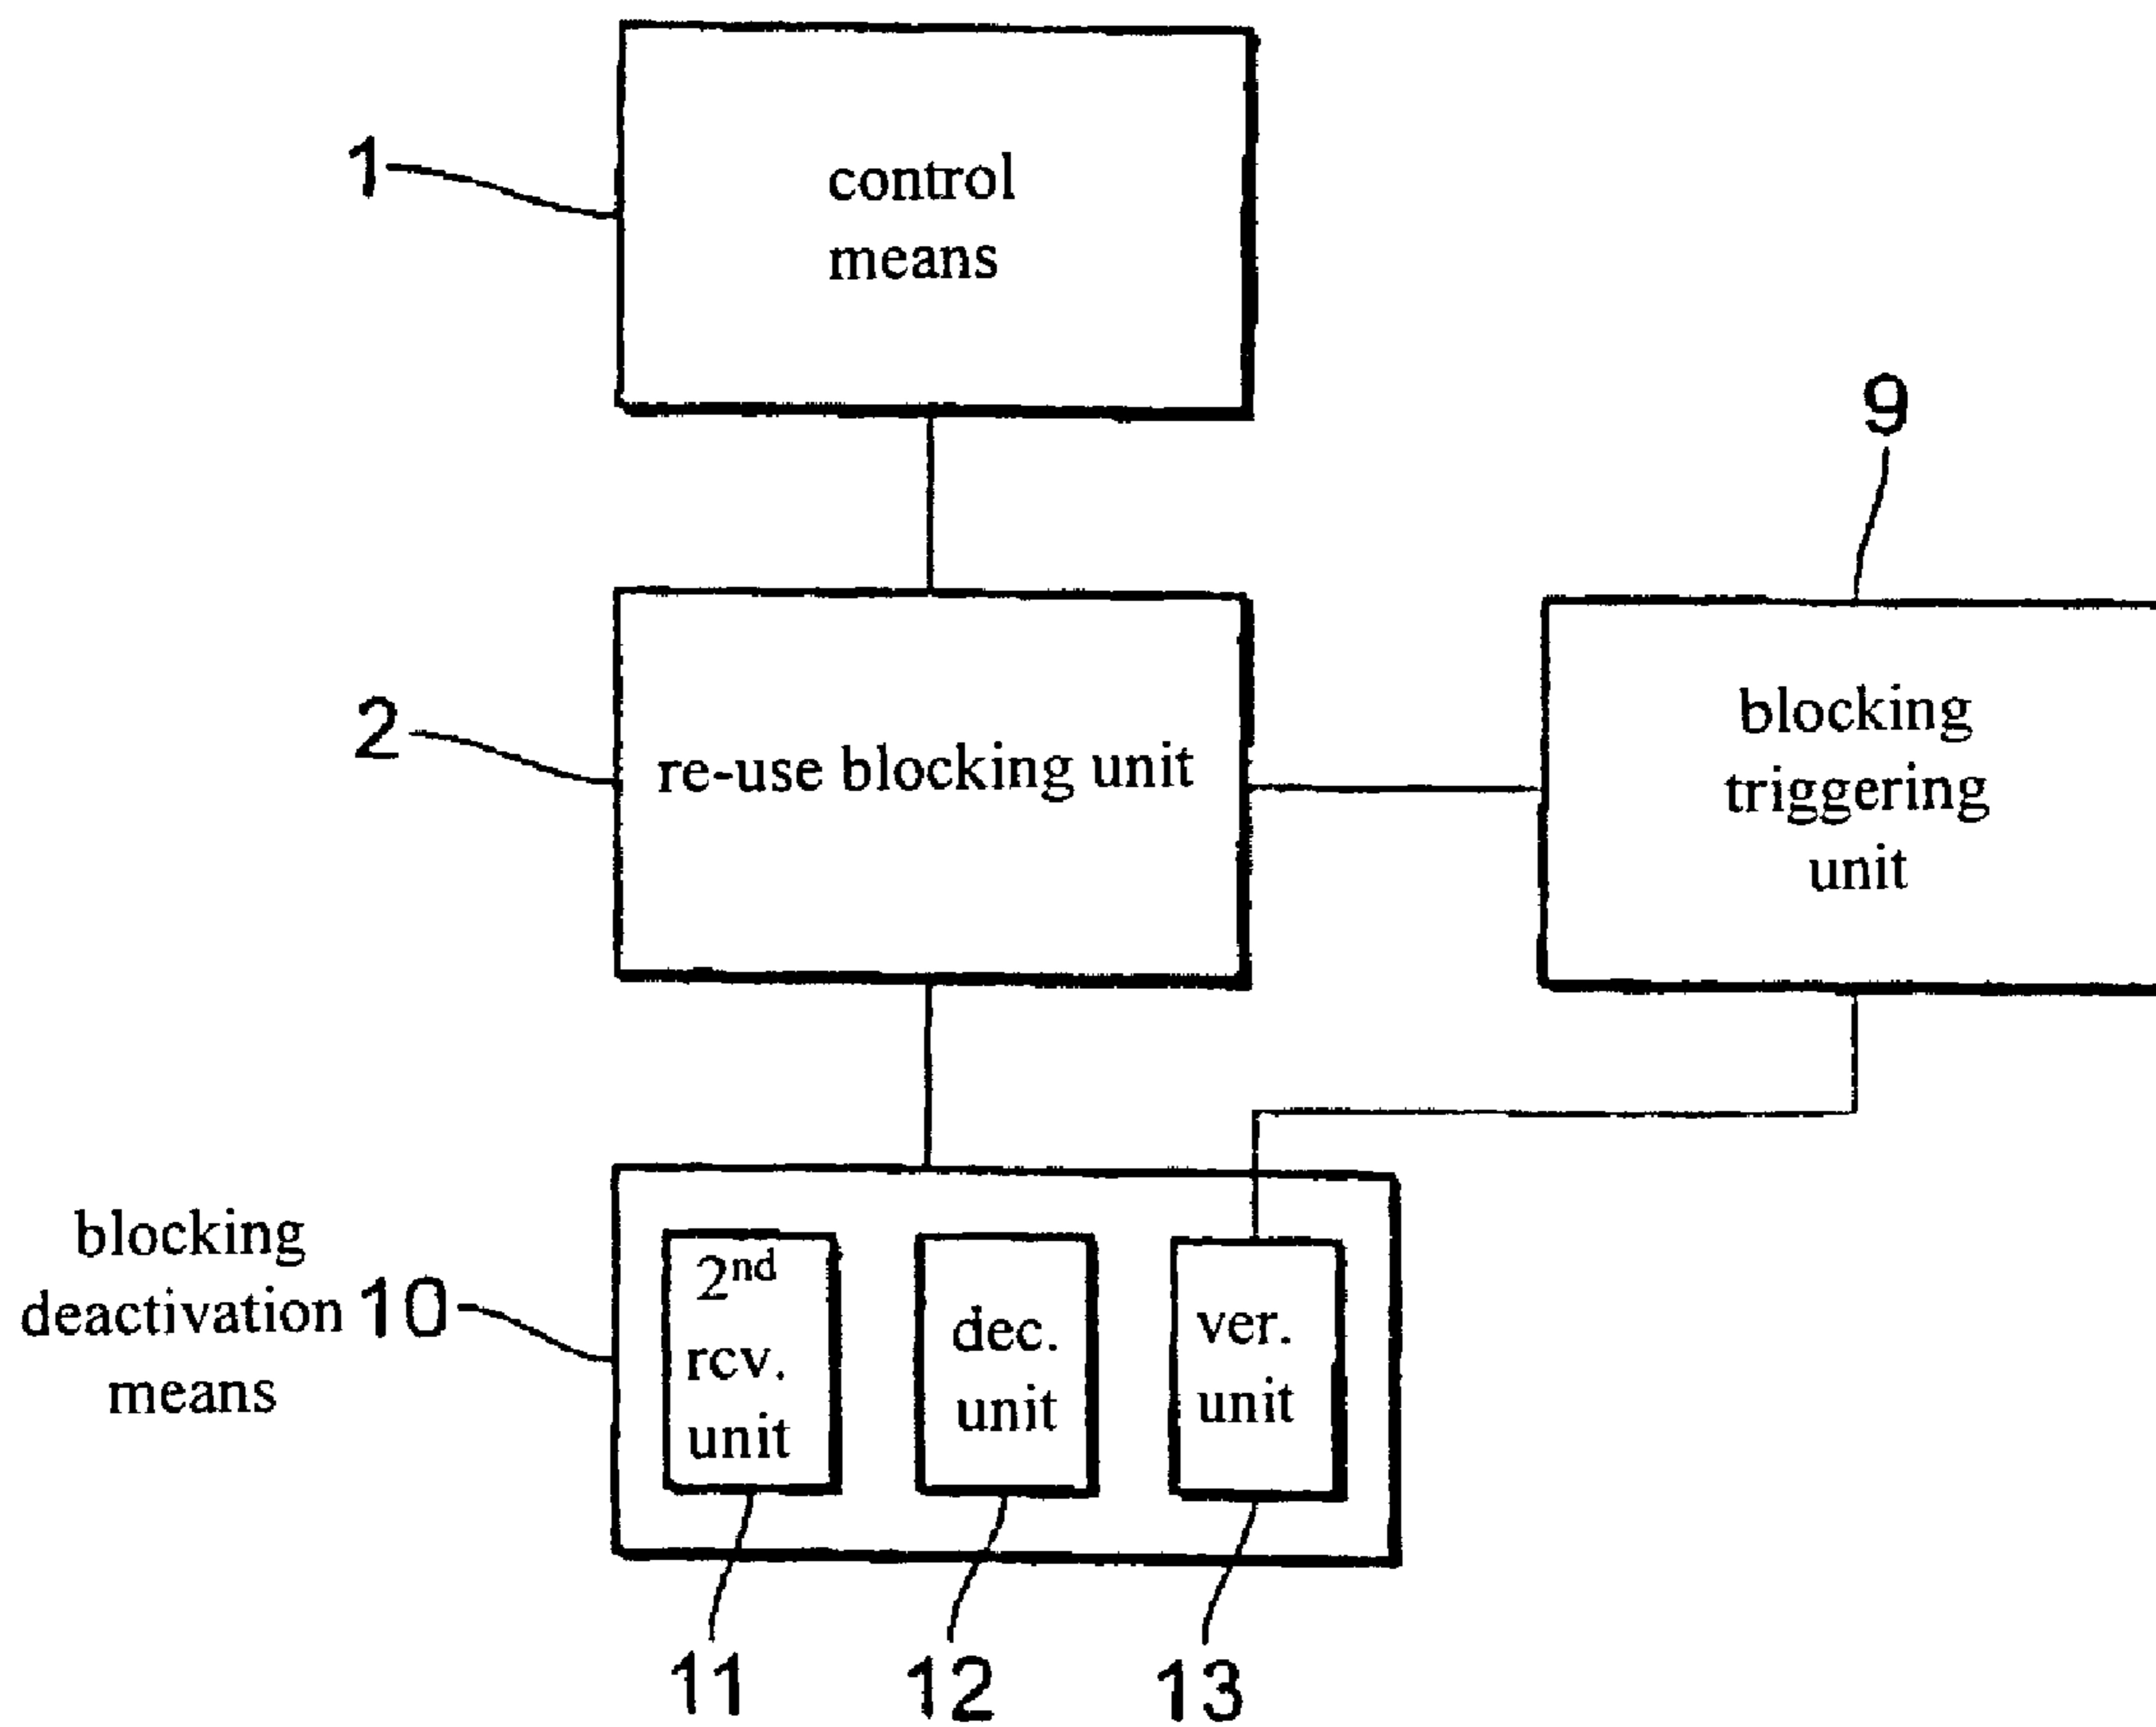 1
control
means
9
2
re-use blocking unit
blocking
triggering
unit
blocking
deactivation 10
means
2nd
rcv.
unit
dec.
unit
ver.
unit
11
12
13